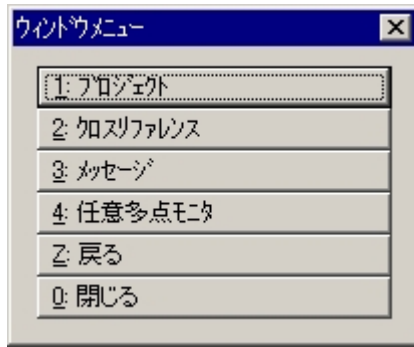 ウィンドウメニュー
1: プロジェクト
2: クロスリファレンス
3: メッセージ
4: 任意多点モニタ
Z: 戻る
0: 閉じる